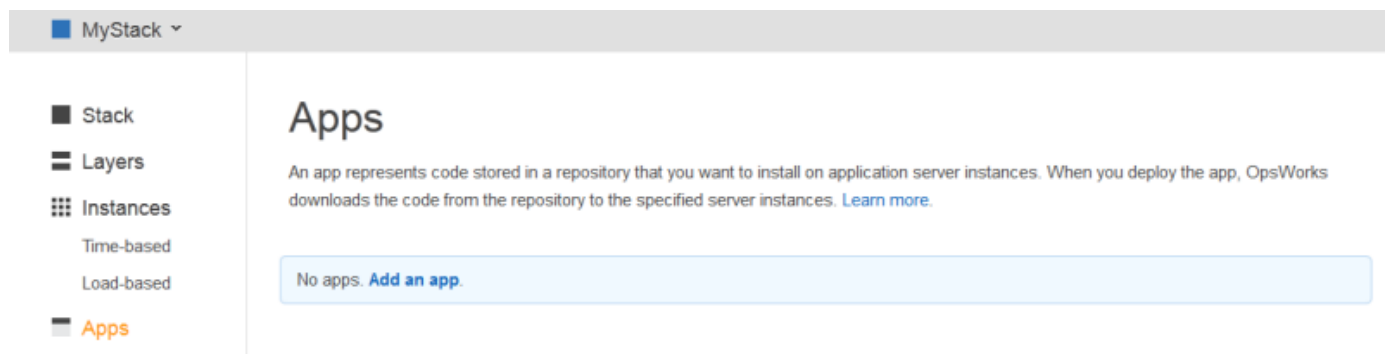 MyStack
Stack
Layers
Instances
Time-based
Load-based
Apps
Apps
An app represents code stored in a repository that you want to install on application server instances. When you deploy the app, OpsWorks
downloads the code from the repository to the specified server instances. Learn more.
No apps. Add an app.